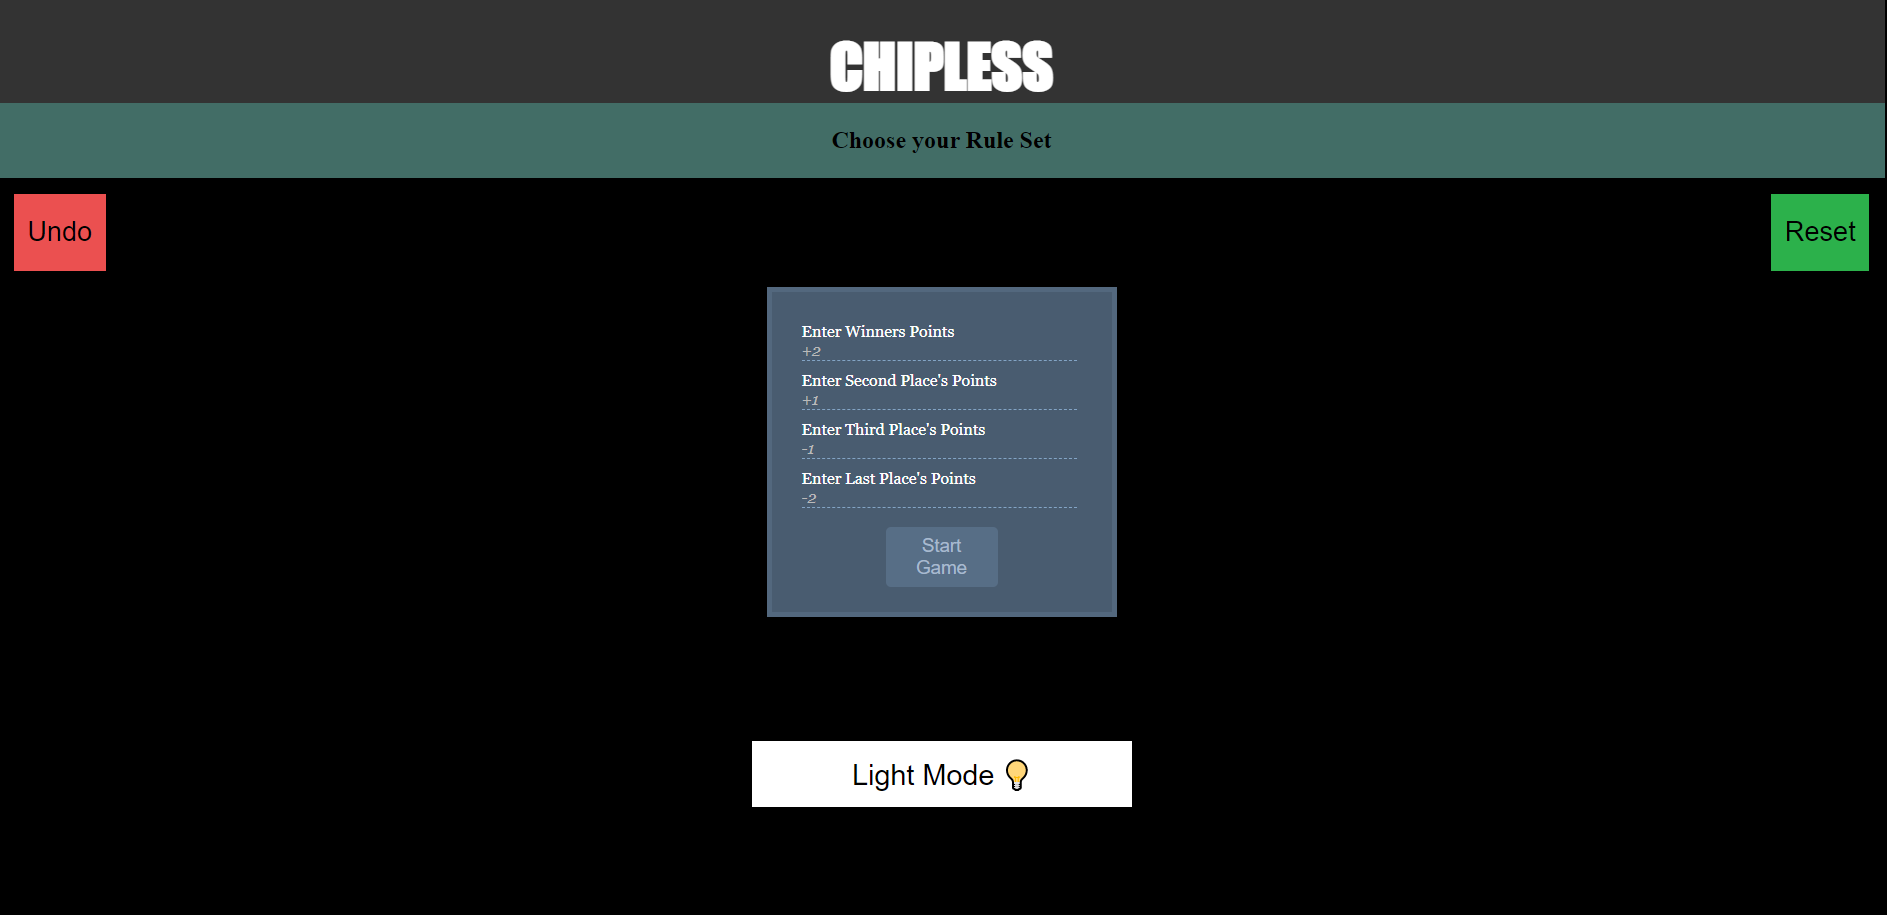 CHIPLESS
Choose your Rule Set
Undo
Reset
Enter Winners Points
+2
Enter Second Place's Points
+1
Enter Third Place's Points
-1
Enter Last Place's Points
-2
Start
Game
Light Mode 💡